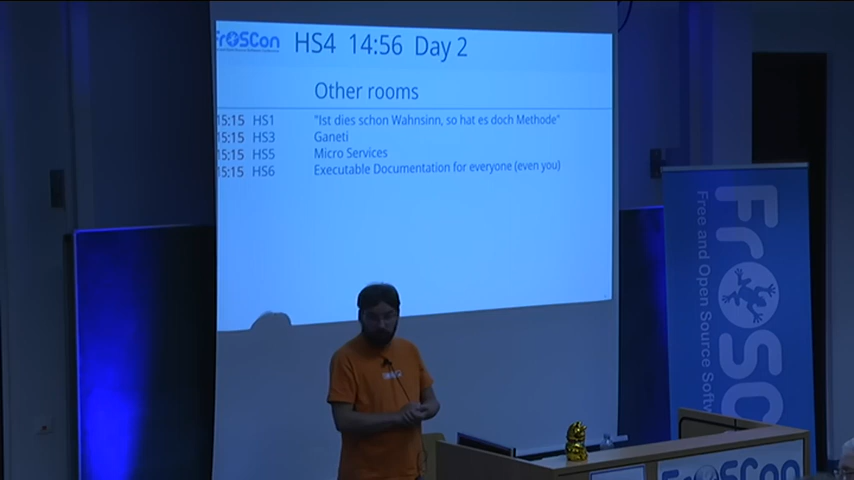 FrOSCon HS4 14:56 Day 2
Other rooms
15:15 HS1 "Ist dies schon Wahnsinn, so hat es doch Methode"
15:15 HS3 Ganeti
15:15 HS5 Micro Services
15:15 HS6 Executable Documentation for everyone (even you)
FrOSC
Free and Open Source Softw
FrOSCon